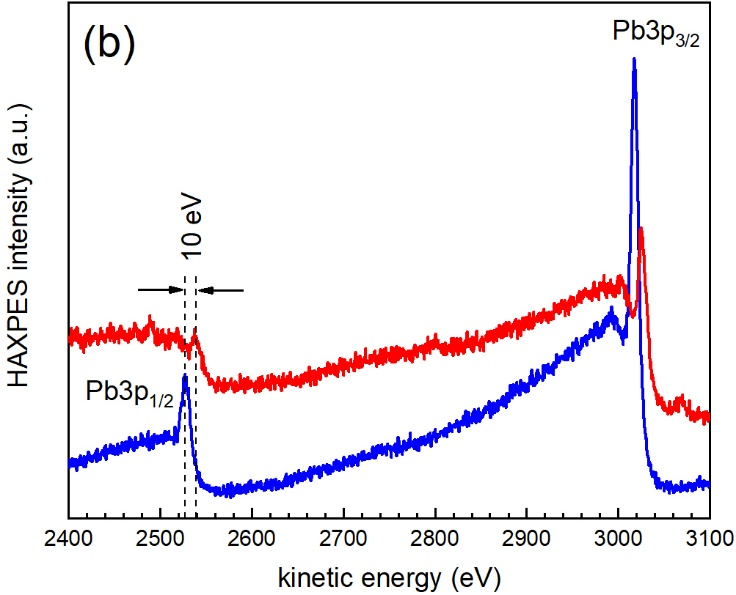 (b)
Pb3p3/2
10 eV
Pb3p1/2
HAXPES intensity (a.u.)
2400 2500 2600 2700 2800 2900 3000 3100
kinetic energy (eV)